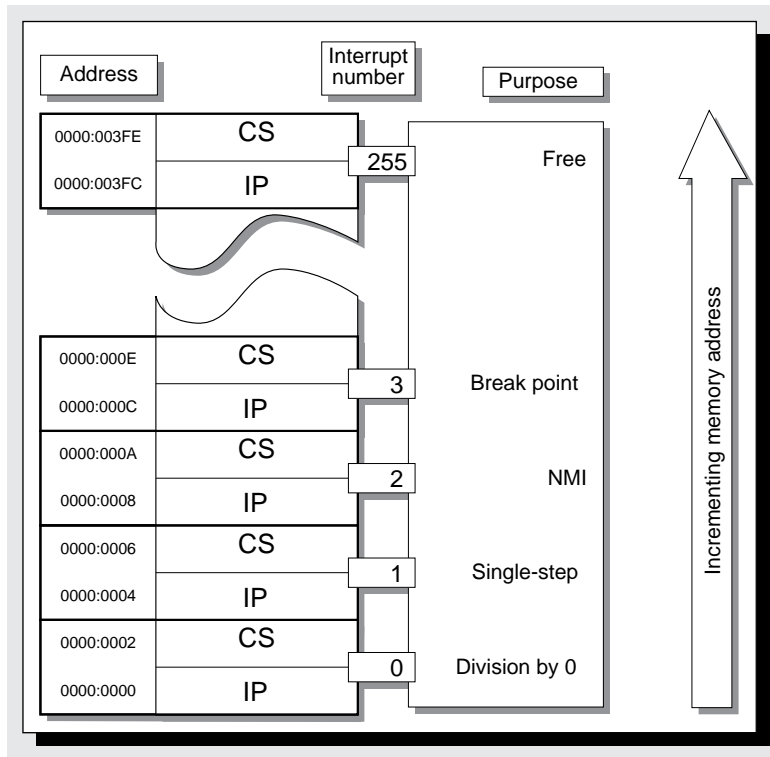 Address
Interrupt
number
Purpose
0000:003FE
CS
255
Free
0000:003FC
IP
0000:000E
CS
3
Break point
0000:000C
IP
0000:000A
CS
2
NMI
0000:0008
IP
0000:0006
CS
1
Single-step
0000:0004
IP
0000:0002
CS
0
Division by 0
0000:0000
IP
Incrementing memory address